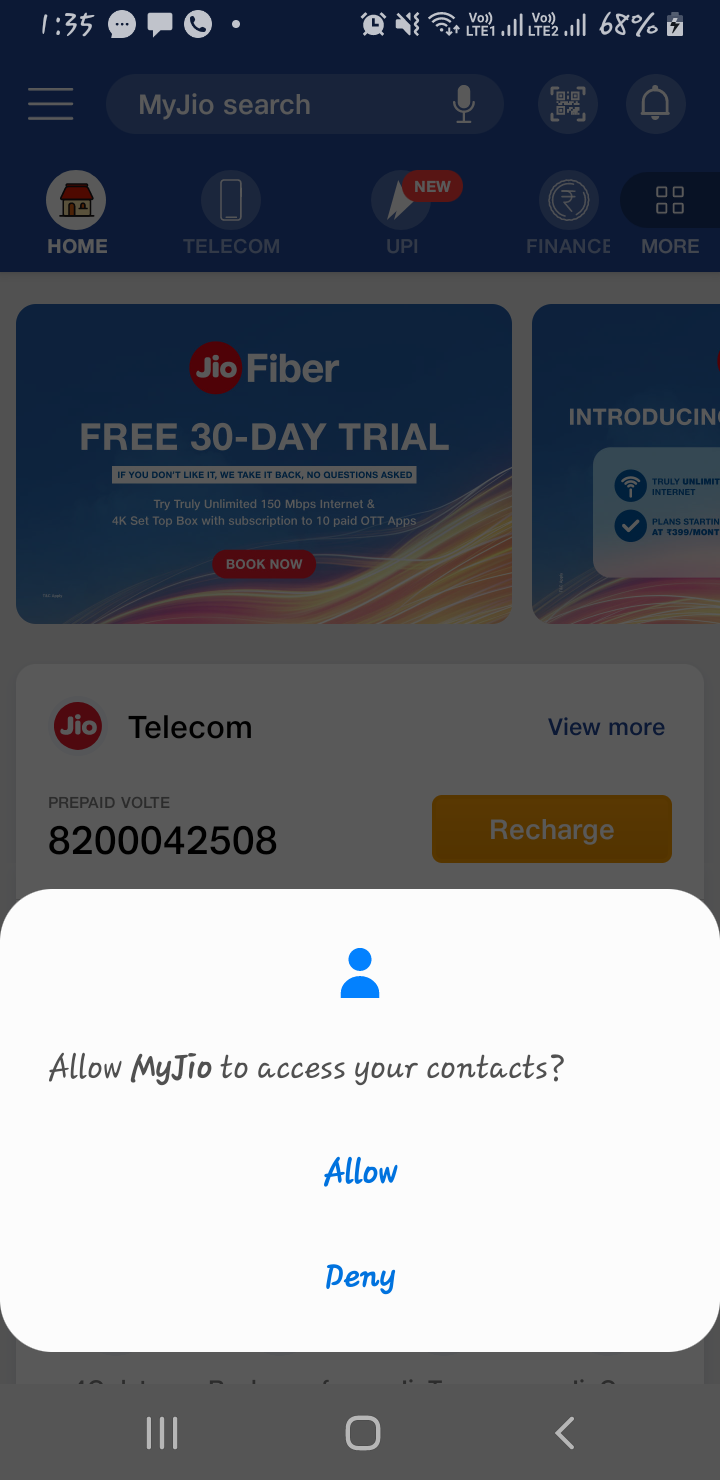 1:35
Vo)) LTE1 Vo)) LTE2 68%
MyJio search
NEW
HOME TELECOM UPI FINANCE MORE
Jio Fiber
FREE 30-DAY TRIAL
IF YOU DON'T LIKE IT, WE TAKE IT BACK, NO QUESTIONS ASKED
Try Truly Unlimited 150 Mbps Internet &
4K Set Top Box with subscription to 10 paid OTT Apps
BOOK NOW
INTRODUCIN
TRULY UNLIMIT
INTERNET
PLANS STARTIN
AT ₹399/MONT
Jio Telecom View more
PREPAID VOLTE
8200042508
Recharge
Allow MyJio to access your contacts?
Allow
Deny